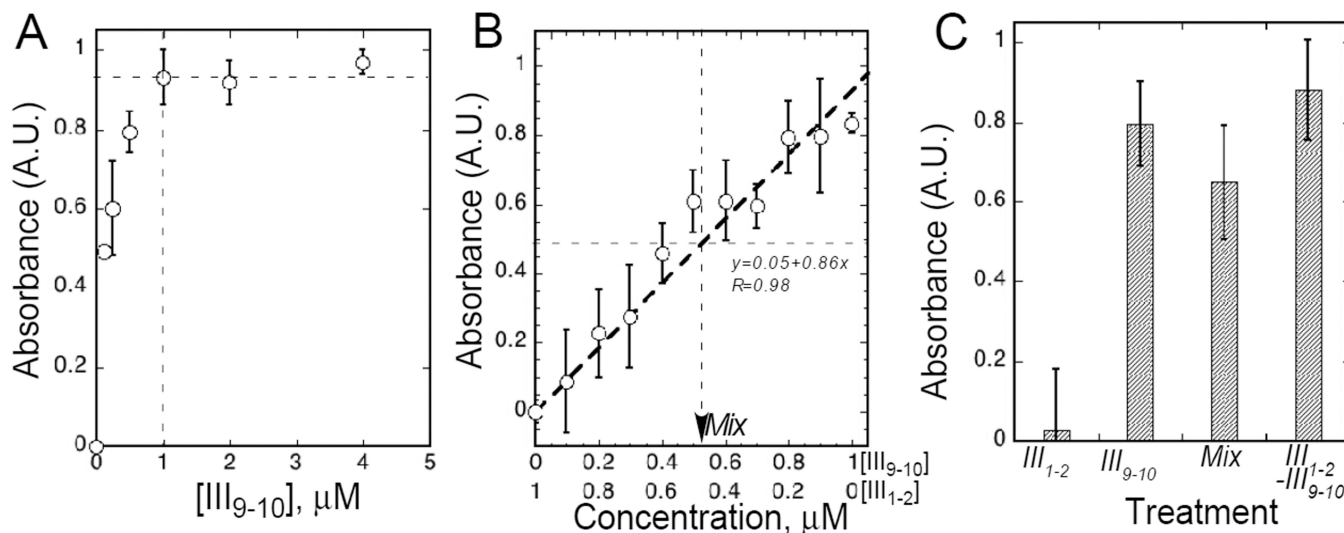 A
1
0.8
0.6
0.4
0.2
0
Absorbance (A.U.)
0 1 2 3 4 5
[III9-10], µM
B
1
0.8
0.6
0.4
0.2
0
Absorbance (A.U.)
y=0.05+0.86x
R=0.98
Mix
0 0.2 0.4 0.6 0.8 1 [III9-10]
1 0.8 0.6 0.4 0.2 0 [III1-2]
Concentration, µM
C
1
0.8
0.6
0.4
0.2
0
Absorbance (A.U.)
III1-2 III9-10 Mix III1-2
-III9-10
Treatment